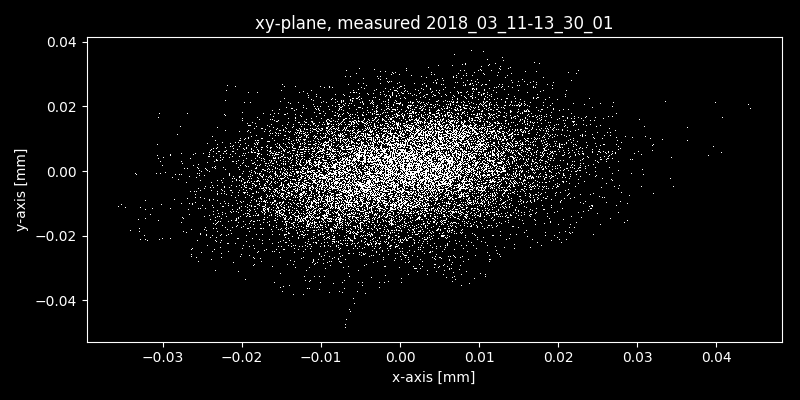 xy-plane, measured 2018_03_11-13_30_01
0.04
0.02
0.00
−0.02
−0.04
y-axis [mm]
−0.03 −0.02 −0.01 0.00 0.01 0.02 0.03 0.04
x-axis [mm]